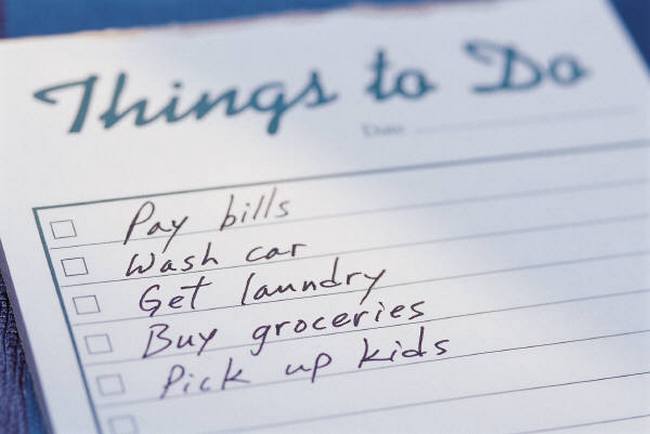 Things to Do
Date
Pay bills
Wash car
Get laundry
Buy groceries
Pick up kids